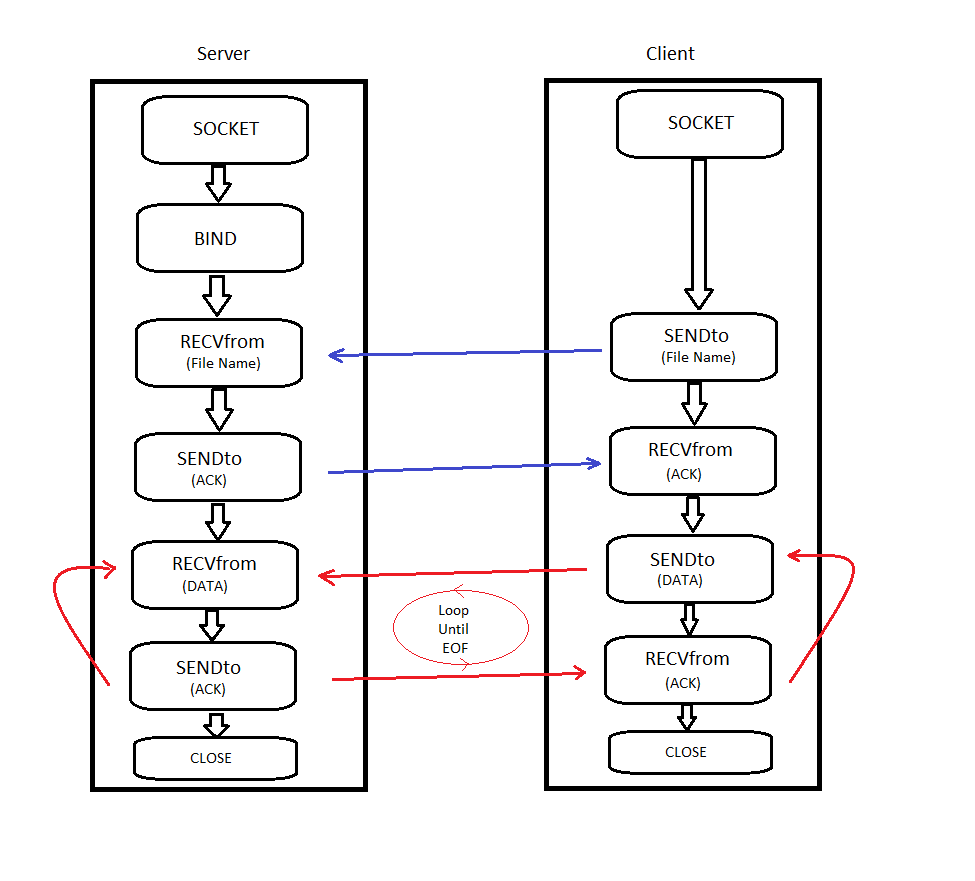 Server
SOCKET
BIND
RECVfrom
(File Name)
SENDto
(ACK)
RECVfrom
(DATA)
SENDto
(ACK)
CLOSE
Loop
Until
EOF
Client
SOCKET
SENDto
(File Name)
RECVfrom
(ACK)
SENDto
(DATA)
RECVfrom
(ACK)
CLOSE